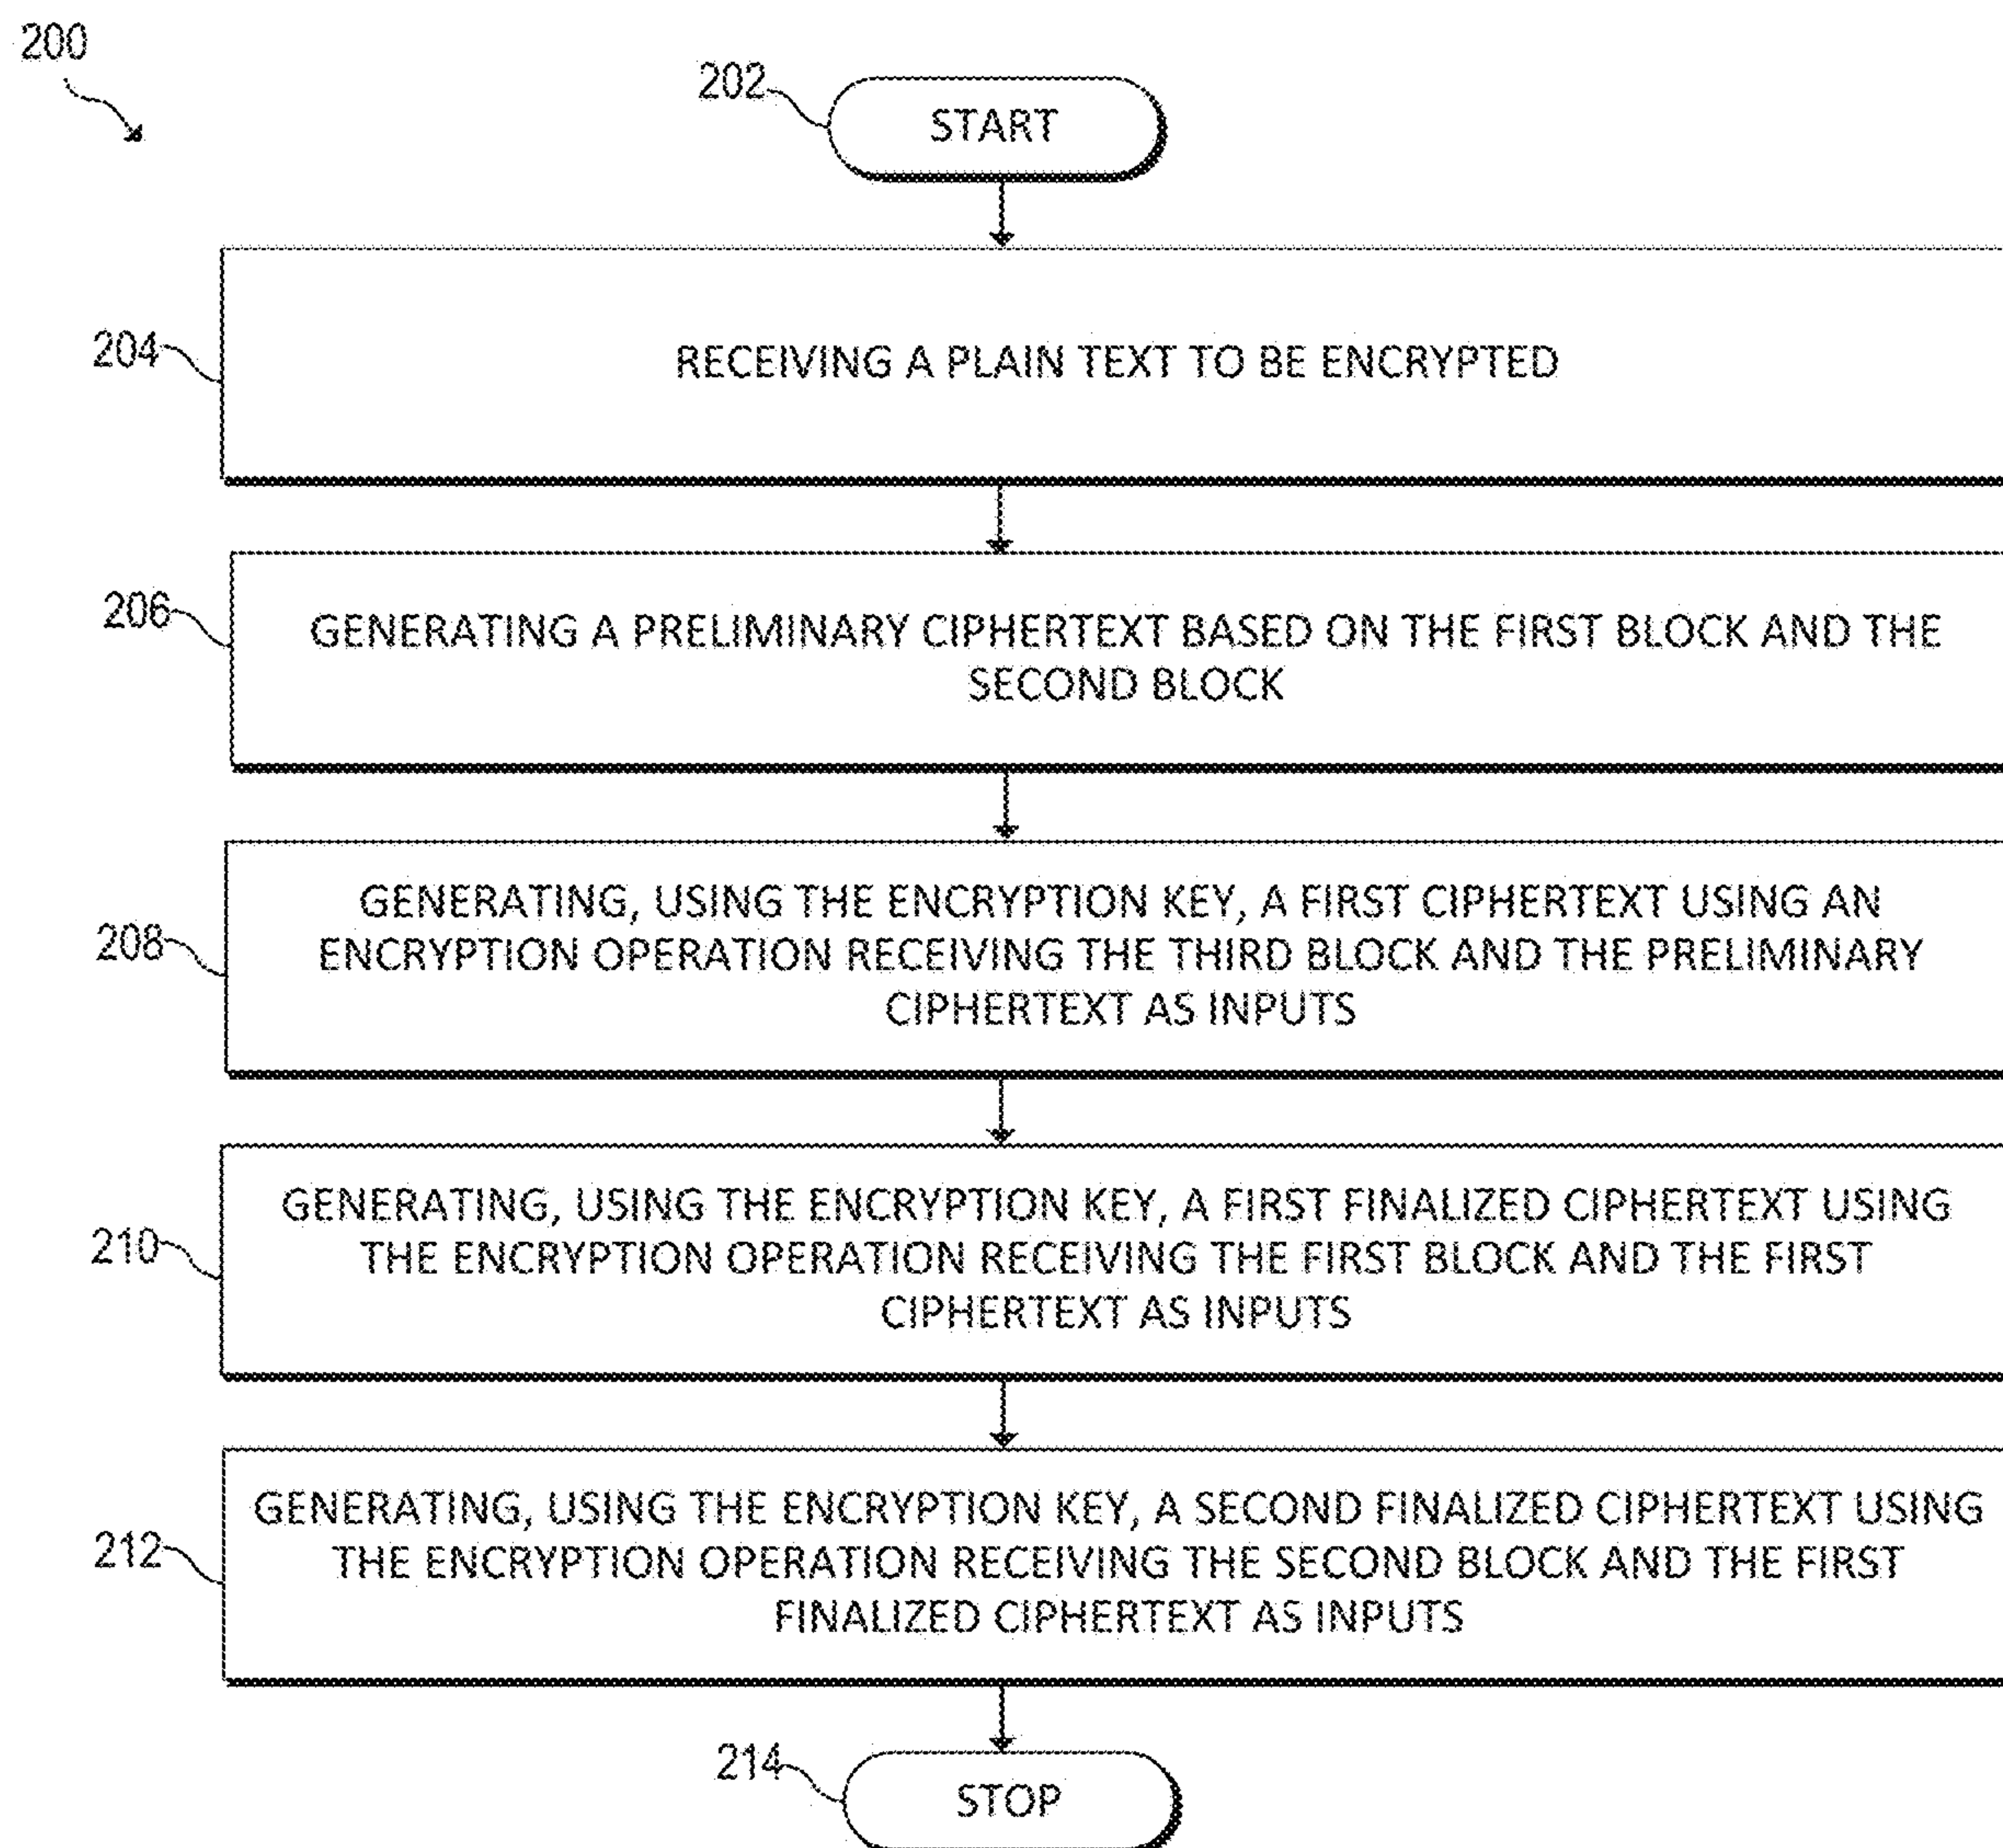 200
202
START
204
RECEIVING A PLAIN TEXT TO BE ENCRYPTED
206
GENERATING A PRELIMINARY CIPHERTEXT BASED ON THE FIRST BLOCK AND THE
SECOND BLOCK
208
GENERATING, USING THE ENCRYPTION KEY, A FIRST CIPHERTEXT USING AN
ENCRYPTION OPERATION RECEIVING THE THIRD BLOCK AND THE PRELIMINARY
CIPHERTEXT AS INPUTS
210
GENERATING, USING THE ENCRYPTION KEY, A FIRST FINALIZED CIPHERTEXT USING
THE ENCRYPTION OPERATION RECEIVING THE FIRST BLOCK AND THE FIRST
CIPHERTEXT AS INPUTS
212
GENERATING, USING THE ENCRYPTION KEY, A SECOND FINALIZED CIPHERTEXT USING
THE ENCRYPTION OPERATION RECEIVING THE SECOND BLOCK AND THE FIRST
FINALIZED CIPHERTEXT AS INPUTS
214
STOP